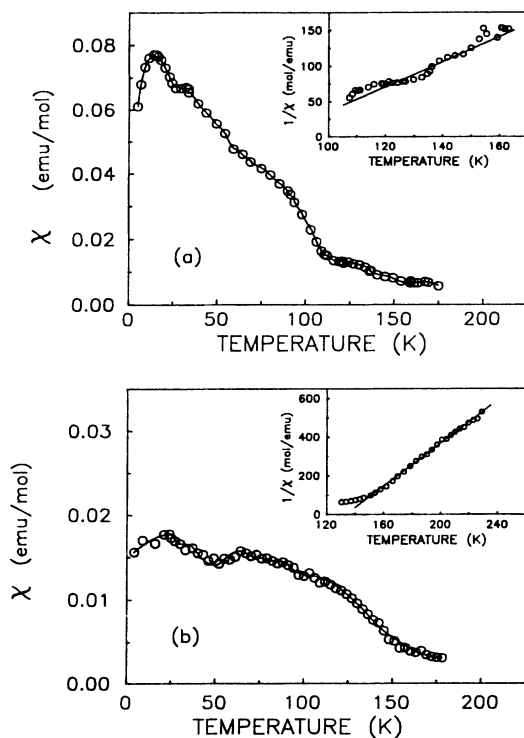 χ (emu/mol)
0.08
0.06
0.04
0.02
0.00
0 50 100 150 200
TEMPERATURE (K)
(a)
1/χ (mol/emu)
150
100
50
0
100 120 140 160
TEMPERATURE (K)
χ (emu/mol)
0.03
0.02
0.01
0.00
0 50 100 150 200
TEMPERATURE (K)
(b)
1/χ (mol/emu)
600
400
200
0
120 160 200 240
TEMPERATURE (K)